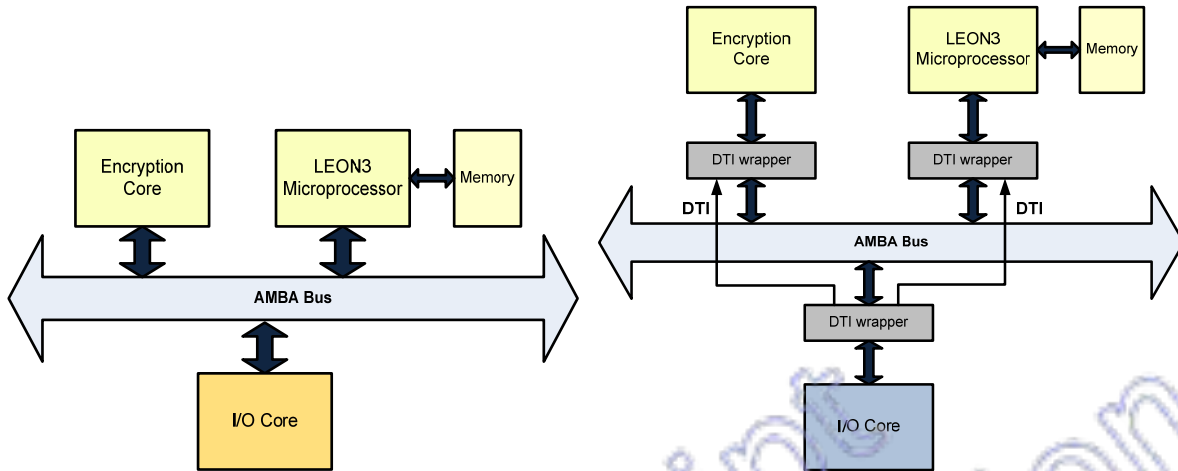 Encryption
Core
LEON3
Microprocessor
Memory
AMBA Bus
I/O Core
Encryption
Core
LEON3
Microprocessor
Memory
DTI wrapper
DTI wrapper
DTI
DTI
AMBA Bus
DTI wrapper
I/O Core